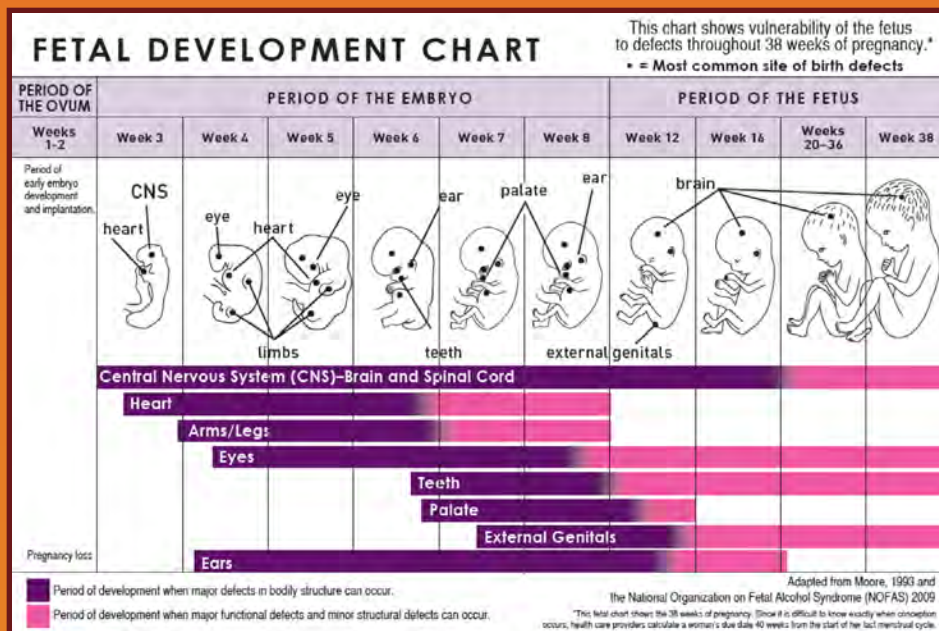 FETAL DEVELOPMENT CHART
This chart shows vulnerability of the fetus
to defects throughout 38 weeks of pregnancy.*
• = Most common site of birth defects
PERIOD OF
THE OVUM
PERIOD OF THE EMBRYO
PERIOD OF THE FETUS
Weeks
1-2
Week 3
Week 4
Week 5
Week 6
Week 7
Week 8
Week 12
Week 16
Weeks
20–36
Week 38
Period of
early embryo
development
and implantation.
CNS
heart
eye
heart
eye
ear
palate
ear
brain
limbs
teeth
external genitals
Central Nervous System (CNS)–Brain and Spinal Cord
Heart
Arms/Legs
Eyes
Teeth
Palate
External Genitals
Pregnancy loss
Ears
Period of development when major defects in bodily structure can occur.
Period of development when major functional defects and minor structural defects can occur.
Adapted from Moore, 1993 and
the National Organization on Fetal Alcohol Syndrome (NOFAS) 2009
*This fetal chart shows the 38 weeks of pregnancy. Since it is difficult to know exactly when conception
occurs, health care providers calculate a woman's due date 40 weeks from the start of her last menstrual cycle.